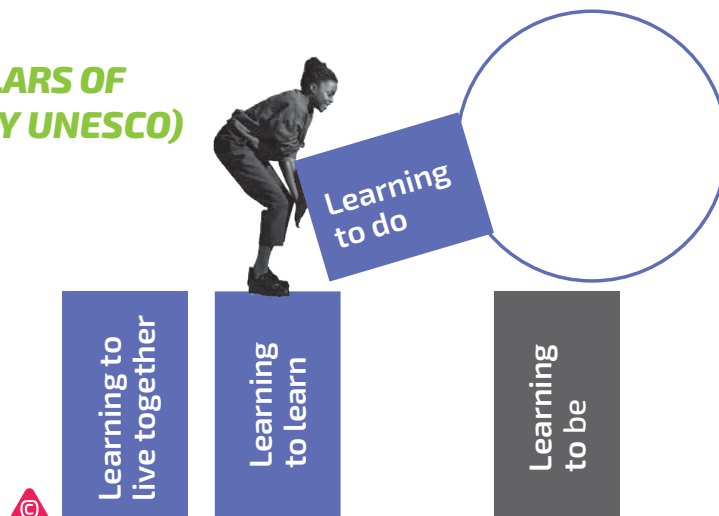 LARS OF
Y UNESCO)
Learning
to do
Learning to
live together
Learning
to learn
Learning
to be
©